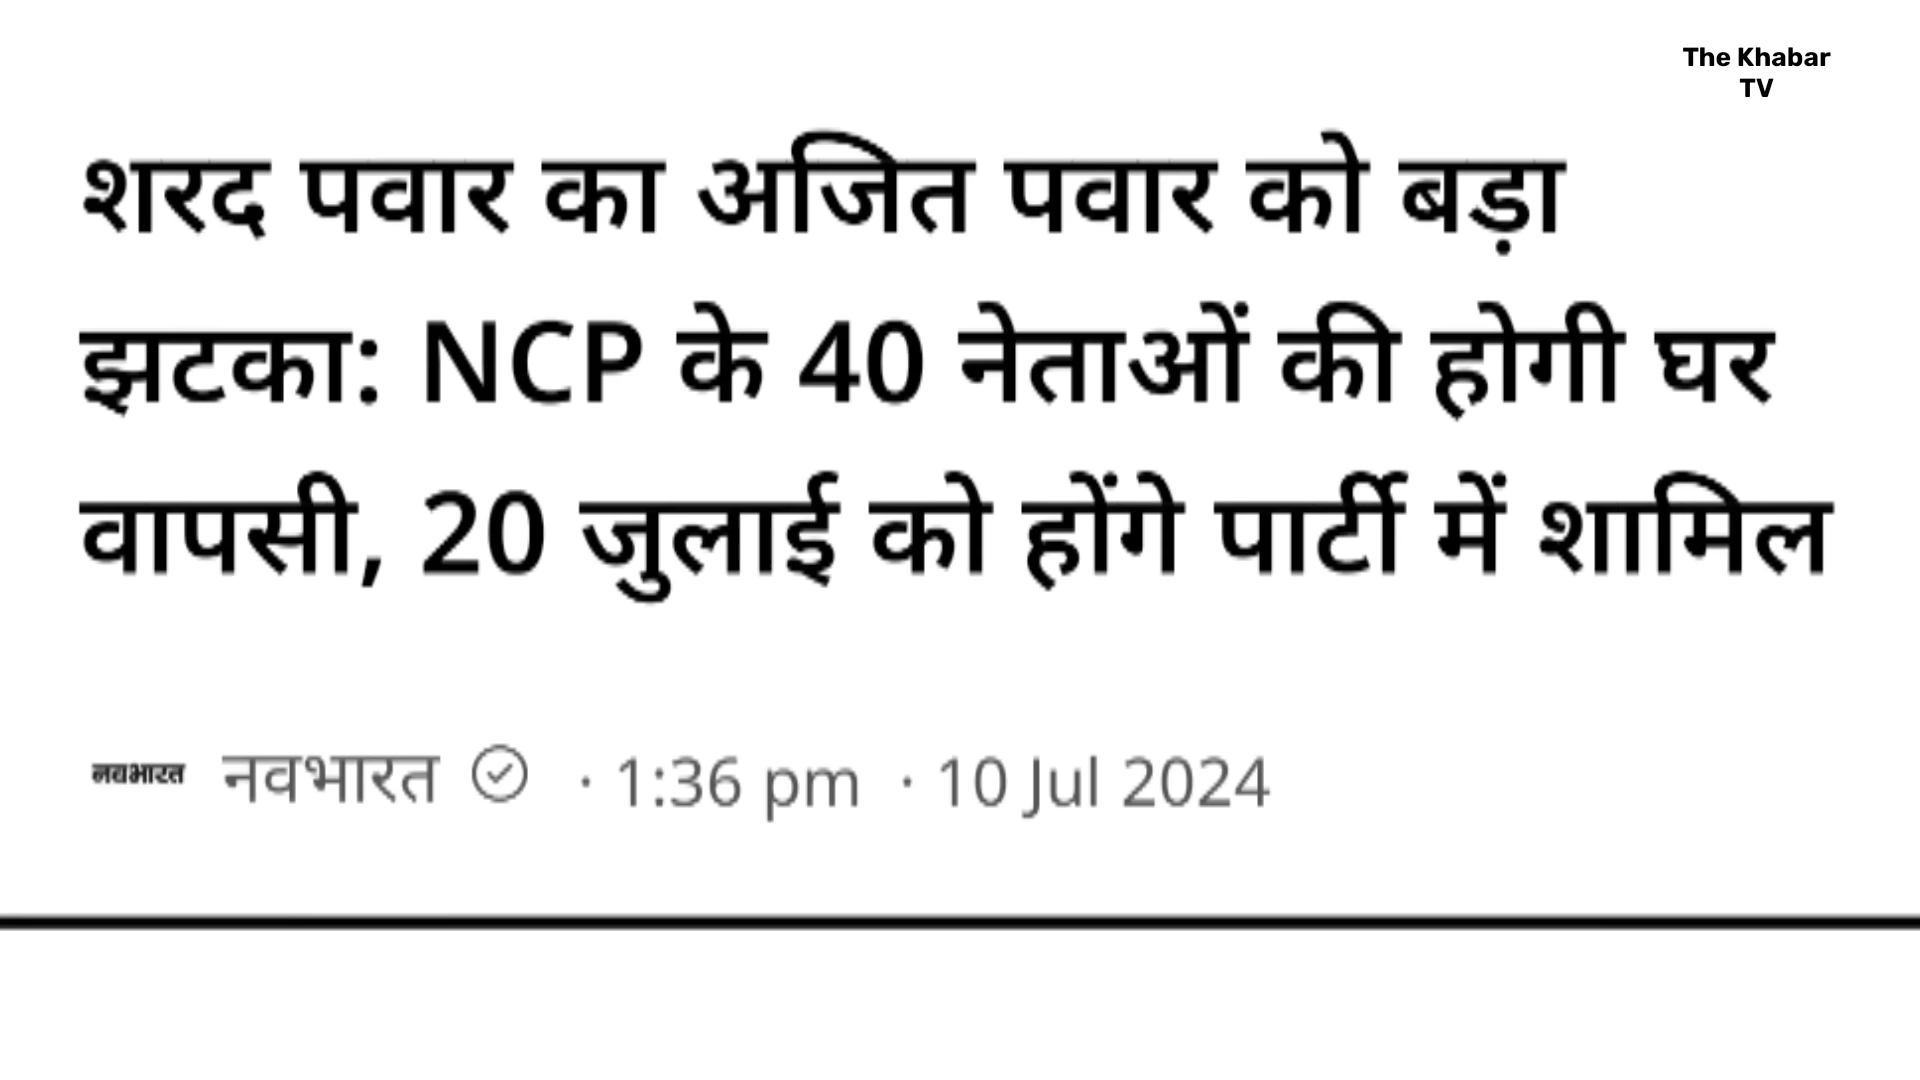 The Khabar
TV
शरद पवार का अजित पवार को बड़ा
झटका: NCP के 40 नेताओं की होगी घर
वापसी, 20 जुलाई को होंगे पार्टी में शामिल
नवभारत नवभारत · 1:36 pm · 10 Jul 2024